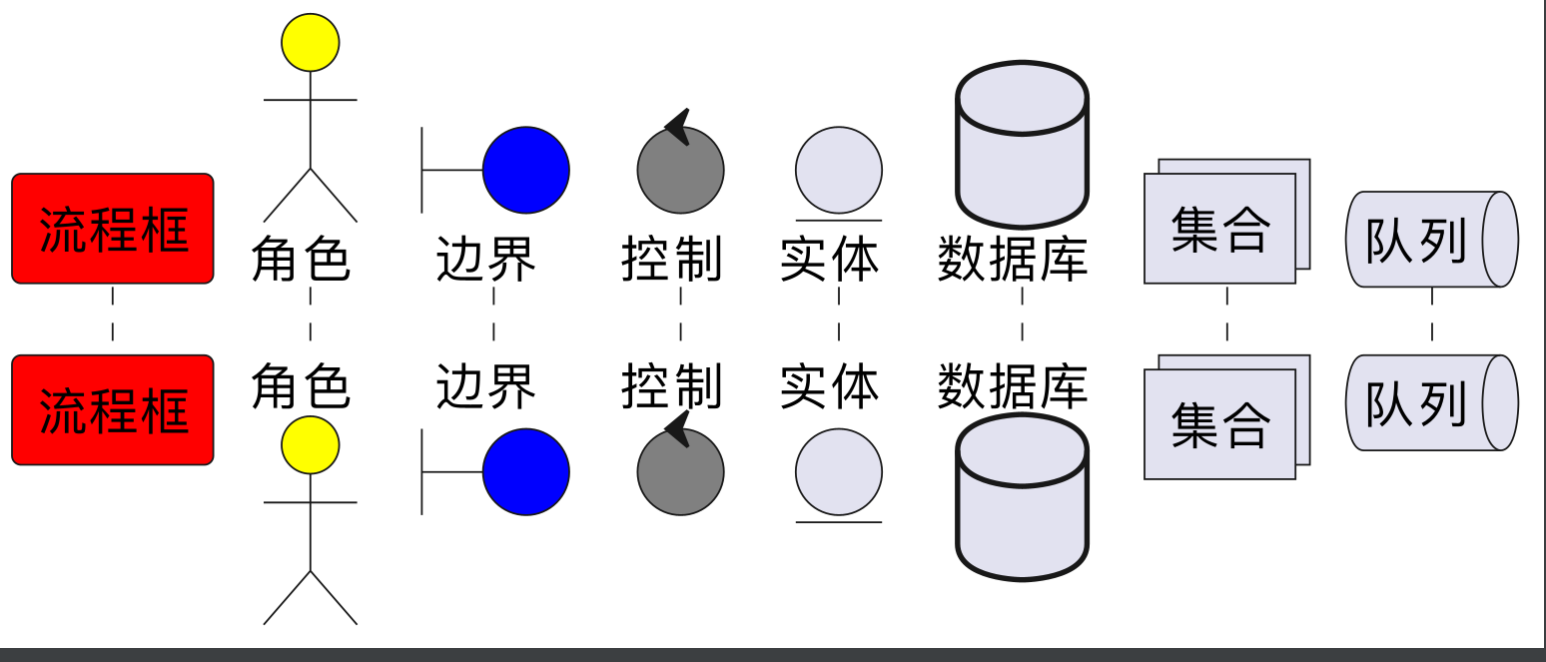 流程框
角色
边界
控制
实体
数据库
集合
队列
流程框
角色
边界
控制
实体
数据库
集合
队列